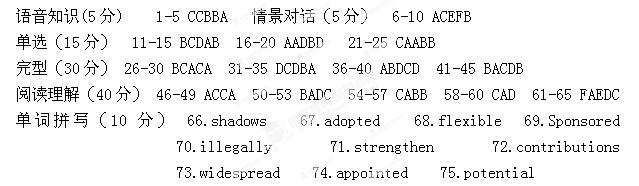 语音知识(5分) 1-5 CCBBA 情景对话（5分） 6-10 ACEFB
单选（15分） 11-15 BCDAB 16-20 AADBD 21-25 CAABB
完型（30分）26-30 BCACA 31-35 DCDBA 36-40 ABDCD 41-45 BACDB
阅读理解（40分）46-49 ACCA 50-53 BADC 54-57 CABB 58-60 CAD 61-65 FAEDC
单词拼写（10 分） 66.shadows 67.adopted 68.flexible 69.Sponsored
70.illegally 71.strengthen 72.contributions
73.widespread 74.appointed 75.potential